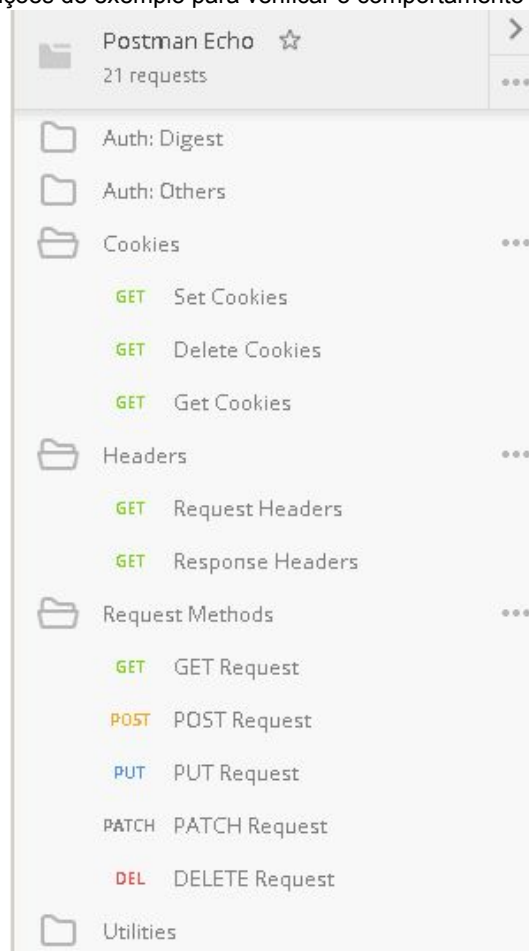 ções de exemplo para verificar o comportamento
Postman Echo
21 requests
Auth: Digest
Auth: Others
Cookies
GET Set Cookies
GET Delete Cookies
GET Get Cookies
Headers
GET Request Headers
GET Response Headers
Request Methods
GET GET Request
POST POST Request
PUT PUT Request
PATCH PATCH Request
DEL DELETE Request
Utilities